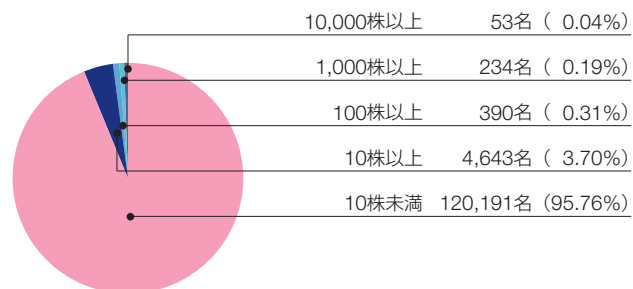 10,000株以上 53名 ( 0.04%)
1,000株以上 234名 ( 0.19%)
100株以上 390名 ( 0.31%)
10株以上 4,643名 ( 3.70%)
10株未満 120,191名 (95.76%)